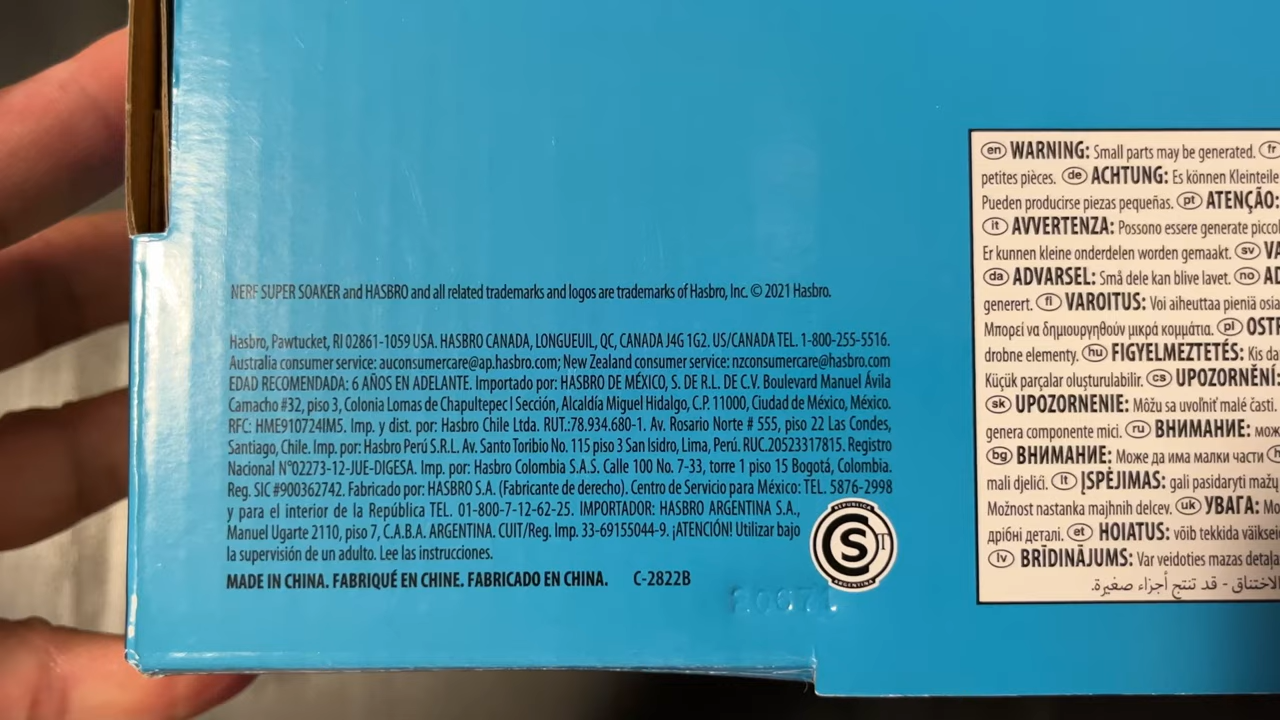 NERF SUPER SOAKER and HASBRO and all related trademarks and logos are trademarks of Hasbro, Inc. © 2021 Hasbro.
Hasbro, Pawtucket, RI 02861-1059 USA. HASBRO CANADA, LONGUEUIL, QC, CANADA J4G 1G2. US/CANADA TEL. 1-800-255-5516.
Australia consumer service: auconsumercare@ap.hasbro.com; New Zealand consumer service: nzconsumercare@hasbro.com
EDAD RECOMENDADA: 6 AÑOS EN ADELANTE. Importado por: HASBRO DE MÉXICO, S. DE R.L. DE C.V. Boulevard Manuel Ávila
Camacho #32, piso 3, Colonia Lomas de Chapultepec I Sección, Alcaldía Miguel Hidalgo, C.P. 11000, Ciudad de México, México.
RFC: HME910724IM5. Imp. y dist. por: Hasbro Chile Ltda. RUT.:78.934.680-1. Av. Rosario Norte # 555, piso 22 Las Condes,
Santiago, Chile. Imp. por: Hasbro Perú S.R.L. Av. Santo Toribio No. 115 piso 3 San Isidro, Lima, Perú. RUC.20523317815. Registro
Nacional N°02273-12-JUE-DIGESA. Imp. por: Hasbro Colombia S.A.S. Calle 100 No. 7-33, torre 1 piso 15 Bogotá, Colombia.
Reg. SIC #900362742. Fabricado por: HASBRO S.A. (Fabricante de derecho). Centro de Servicio para México: TEL. 5876-2998
y para el interior de la República TEL. 01-800-7-12-62-25. IMPORTADOR: HASBRO ARGENTINA S.A.,
Manuel Ugarte 2110, piso 7, C.A.B.A. ARGENTINA. CUIT/Reg. Imp. 33-69155044-9. ¡ATENCIÓN! Utilizar bajo
la supervisión de un adulto. Lee las instrucciones.
MADE IN CHINA. FABRIQUÉ EN CHINE. FABRICADO EN CHINA. C-2822B
REPUBLICA
S T
ARGENTINA
en WARNING: Small parts may be generated. fr
petites pièces. de ACHTUNG: Es können Kleinteile
Pueden producirse piezas pequeñas. pt ATENÇÃO:
it AVVERTENZA: Possono essere generate
Er kunnen kleine onderdelen worden gemaakt. sv
da ADVARSEL: Små dele kan blive lavet. no
generert. fi VAROITUS: Voi aiheuttaa pieniä
Μπορεί να δημιουργηθούν μικρά κομμάτια. pl
drobne elementy. hu FIGYELMEZTETÉS: Kis
Küçük parçalar oluşturulabilir. cs UPOZORNĚNÍ:
sk UPOZORNENIE: Môžu sa uvoľniť malé časti.
genera componente mici. ru ВНИМАНИЕ:
bg ВНИМАНИЕ: Може да има малки части
mali djelići. lt ĮSPĖJIMAS: gali pasidaryti mažų
Možnost nastanka majhnih delcev. uk УВАГА:
дрібні деталі. et HOIATUS: võib tekkida
lv BRĪDINĀJUMS: Var veidoties mazas
الاختناق - قد تنتج أجزاء صغيرة.